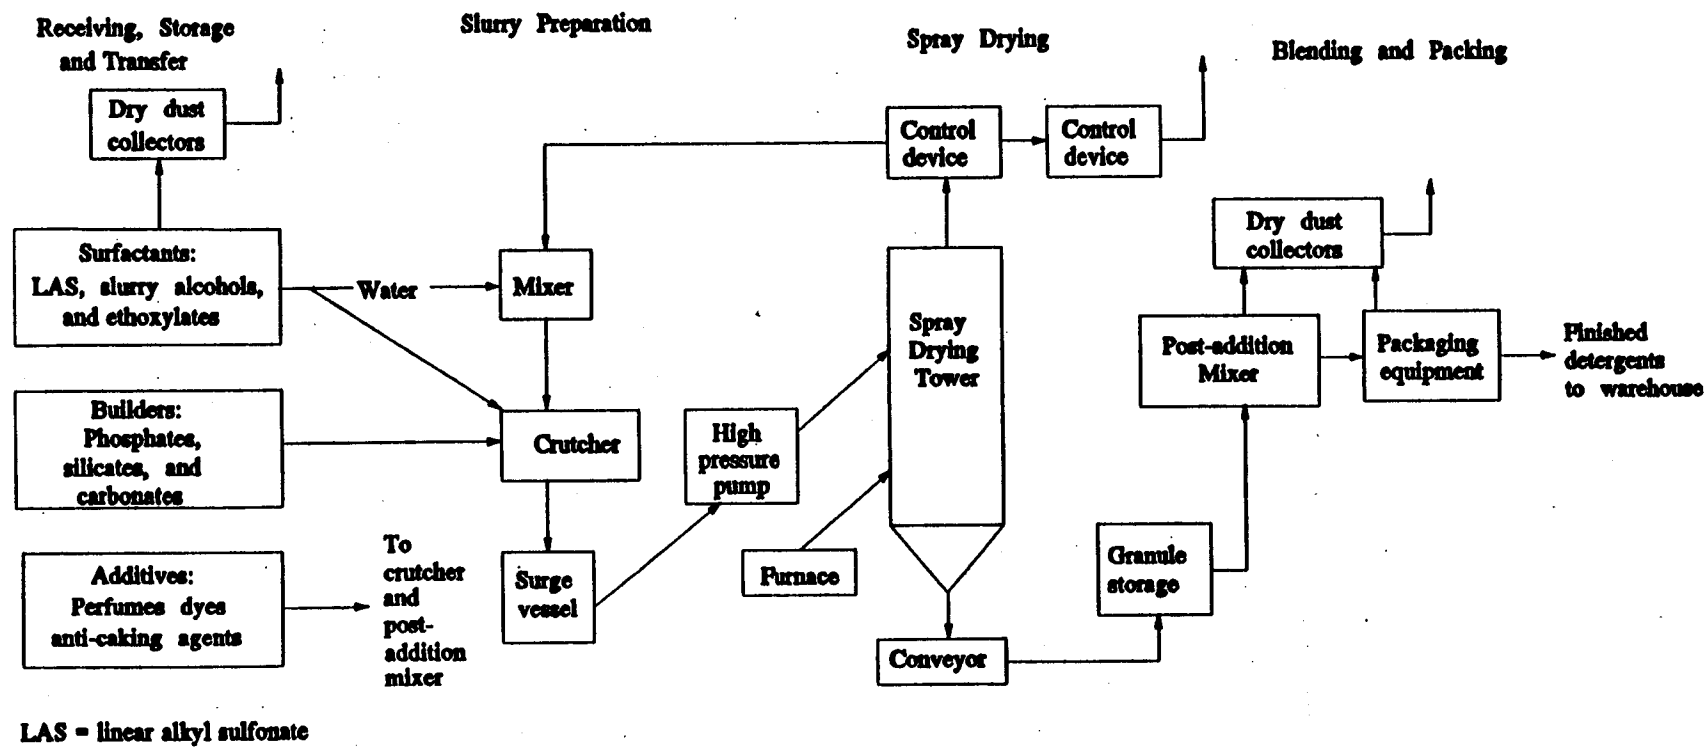 Receiving, Storage
and Transfer
Slurry Preparation
Spray Drying
Blending and Packing
Dry dust
collectors
Control
device
Control
device
Dry dust
collectors
Surfactants:
LAS, slurry alcohols,
and ethoxylates
Water
Mixer
Spray
Drying
Tower
Post-addition
Mixer
Packaging
equipment
Finished
detergents
to warehouse
Builders:
Phosphates,
silicates, and
carbonates
Crutcher
High
pressure
pump
Additives:
Perfumes dyes
anti-caking agents
To
crutcher
and
post-
addition
mixer
Surge
vessel
Furnace
Granule
storage
Conveyor
LAS = linear alkyl sulfonate